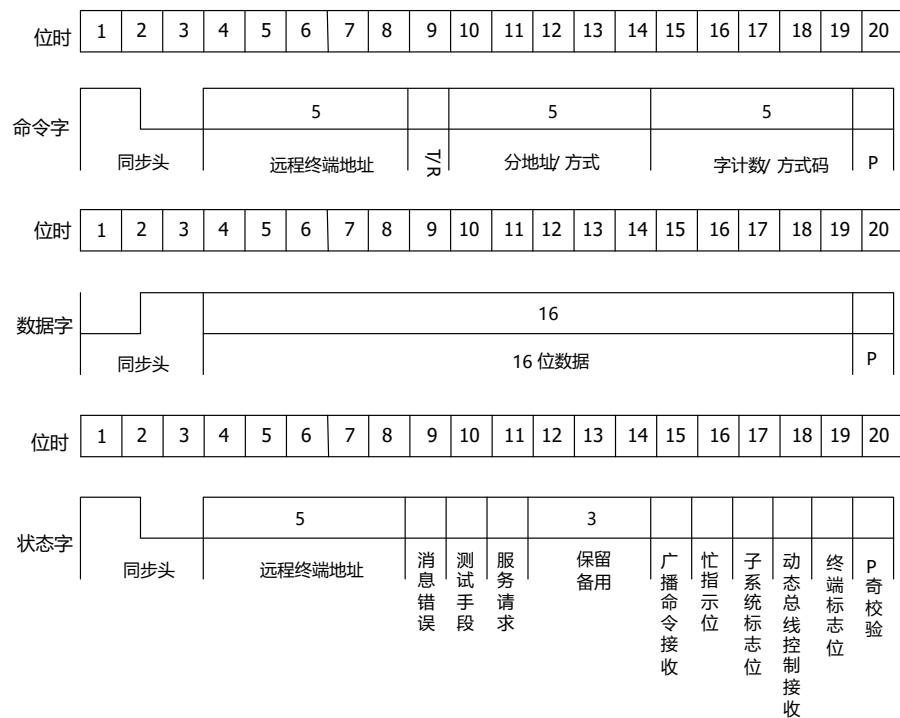 位时 1 2 3 4 5 6 7 8 9 10 11 12 13 14 15 16 17 18 19 20
命令字 5 5 5
同步头 远程终端地址 T/R 分地址/ 方式 字计数/ 方式码 P
位时 1 2 3 4 5 6 7 8 9 10 11 12 13 14 15 16 17 18 19 20
数据字 16
同步头 16 位数据 P
位时 1 2 3 4 5 6 7 8 9 10 11 12 13 14 15 16 17 18 19 20
状态字 5 3
同步头
远程终端地址
消息错误
测试手段
服务请求
保留
备用
广播命令接收
忙指示位
子系统标志位
动态总线控制接收
终端标志位
P奇校验